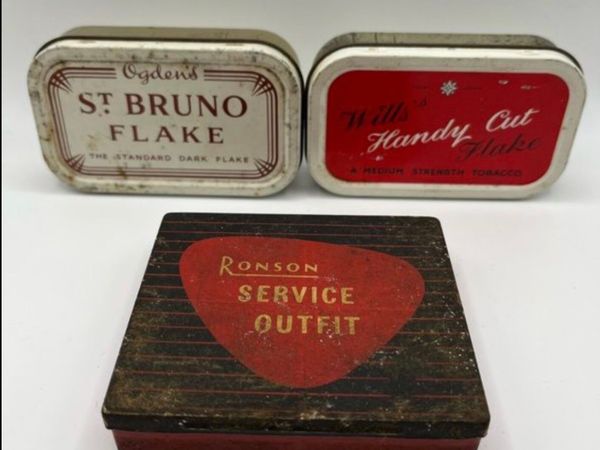 Ogden's
ST. BRUNO
FLAKE
THE STANDARD DARK FLAKE
Wills's
Handy Cut
Flake
A MEDIUM STRENGTH TOBACCO
RONSON
SERVICE
OUTFIT